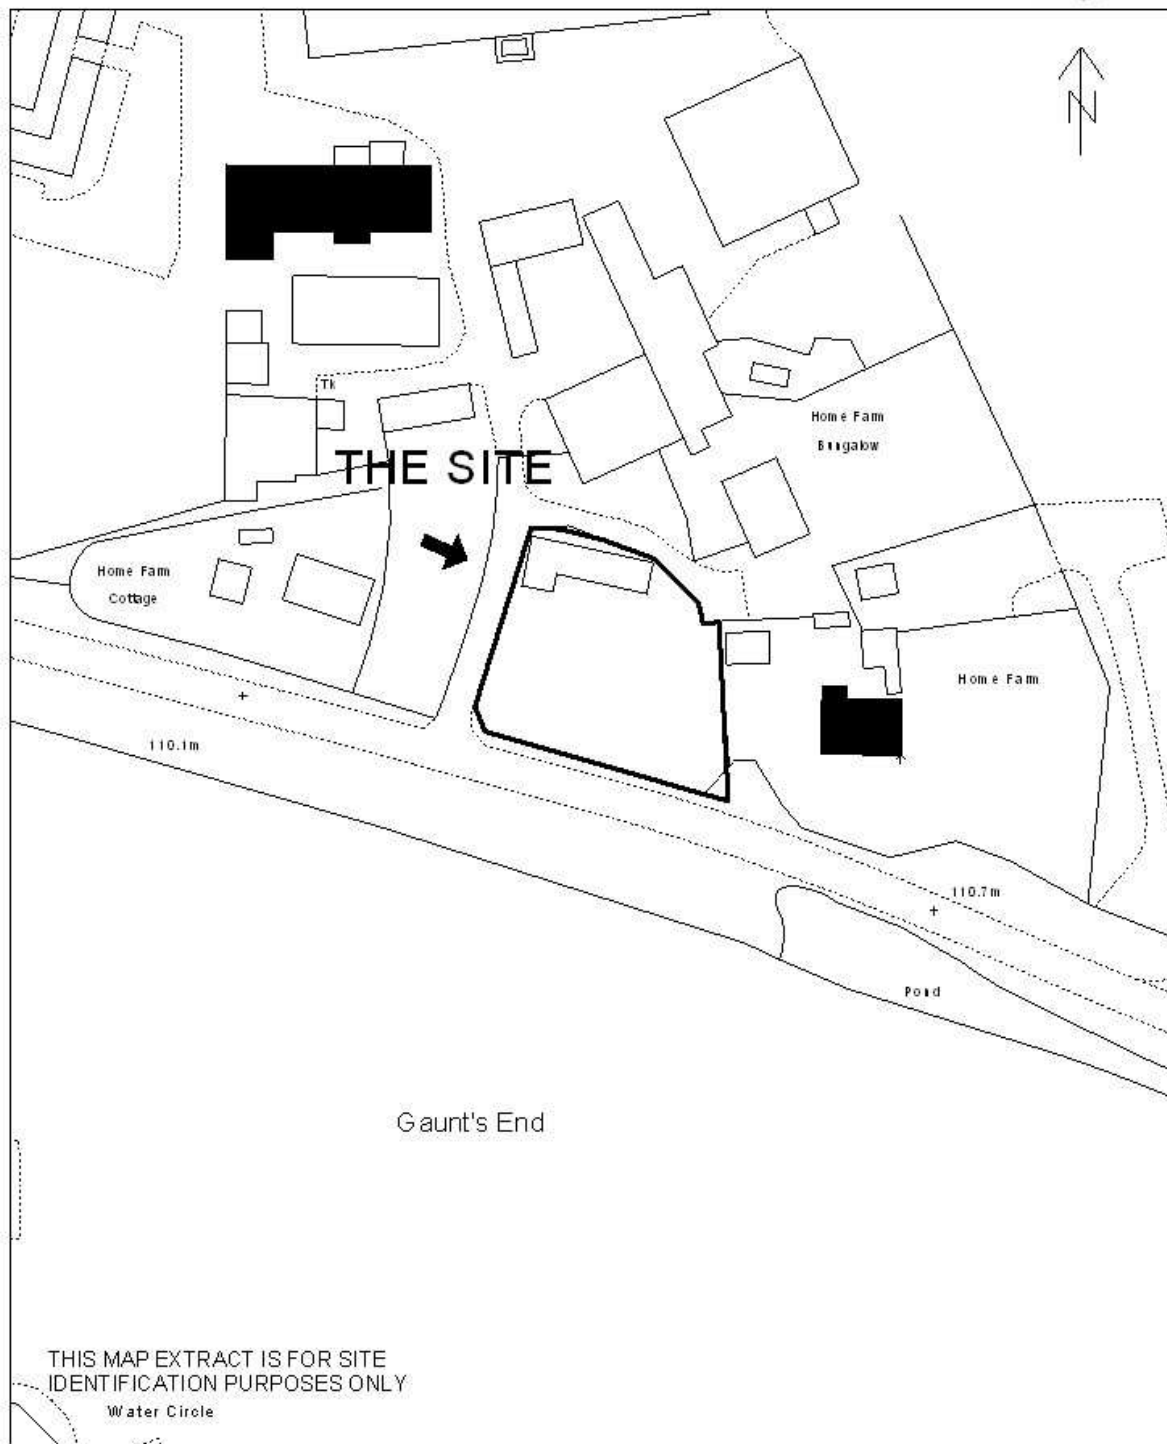 N
Tk
Home Farm
Bungalow
THE SITE
Home Farm
Cottage
Home Farm
110.1m
110.7m
Pond
Gaunt's End
THIS MAP EXTRACT IS FOR SITE
IDENTIFICATION PURPOSES ONLY
Water Circle